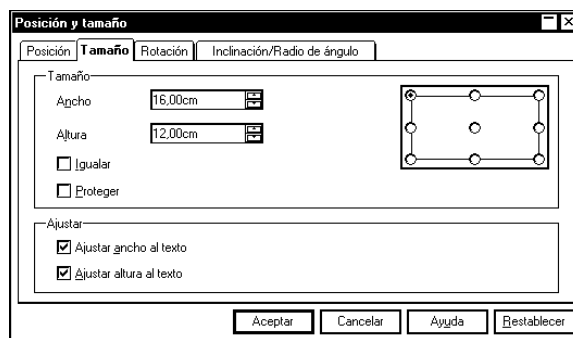 Posición y tamaño
Posición Tamaño Rotación Inclinación/Radio de ángulo
Tamaño
Ancho 16,00cm
Altura 12,00cm
Igualar
Proteger
Ajustar
Ajustar ancho al texto
Ajustar altura al texto
Aceptar Cancelar Ayuda Restablecer